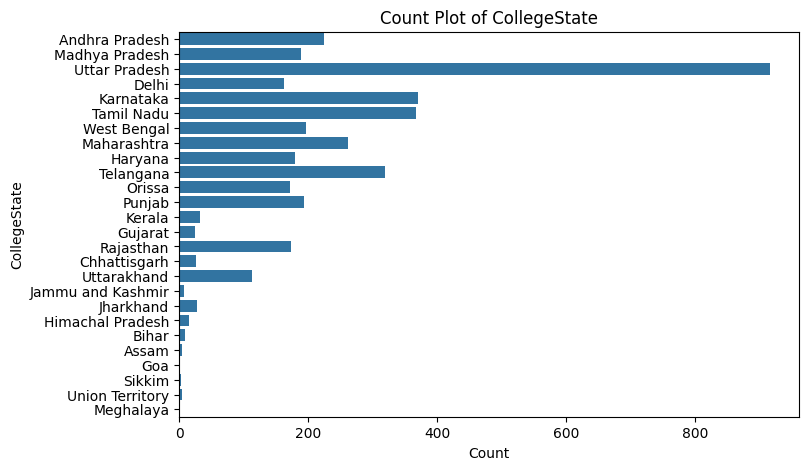 Count Plot of CollegeState
CollegeState
Andhra Pradesh
Madhya Pradesh
Uttar Pradesh
Delhi
Karnataka
Tamil Nadu
West Bengal
Maharashtra
Haryana
Telangana
Orissa
Punjab
Kerala
Gujarat
Rajasthan
Chhattisgarh
Uttarakhand
Jammu and Kashmir
Jharkhand
Himachal Pradesh
Bihar
Assam
Goa
Sikkim
Union Territory
Meghalaya
0 200 400 600 800
Count